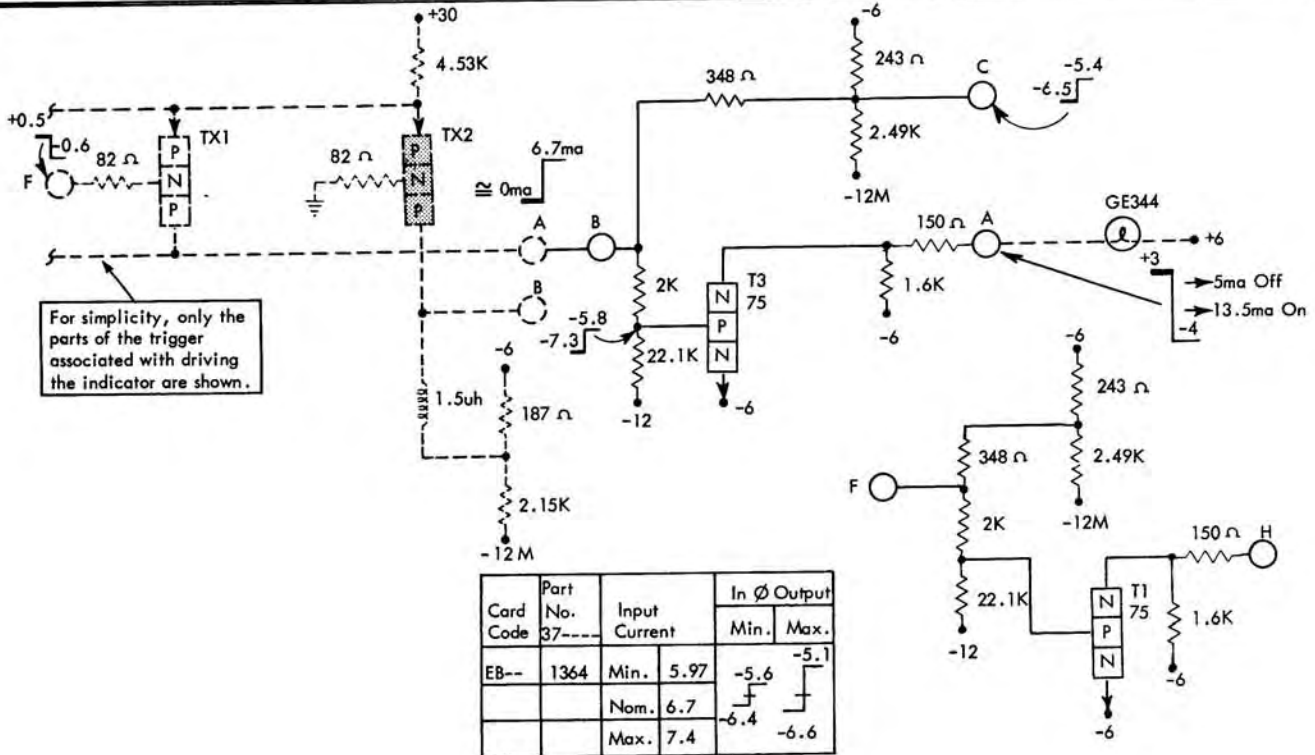 +30
4.53K
-6
243 Ω
C
-5.4
-6.5
348 Ω
2.49K
-12M
+0.5
-0.6
82 Ω
F
TX1
P
N
P
TX2
P
N
P
82 Ω
≅ 0ma
6.7ma
A
B
B
2K
-5.8
-7.3
22.1K
-12
T3
75
N
P
N
-6
150 Ω
A
1.6K
-6
GE344
+6
+3
5ma Off
13.5ma On
-4
For simplicity, only the
parts of the trigger
associated with driving
the indicator are shown.
1.5uh
-6
187 Ω
2.15K
-12 M
-6
243 Ω
348 Ω
2.49K
F
2K
-12M
22.1K
-12
150 Ω
H
T1
75
N
P
N
1.6K
-6
-6
Card Code
Part No. 37----
Input Current
In Ø Output
Min.
Max.
EB--
1364
Min.
5.97
-5.6
-6.4
-5.1
-6.6
Nom.
6.7
Max.
7.4